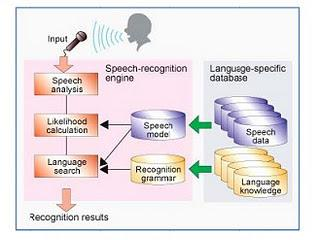 Input
Speech-recognition
engine
Language-specific
database
Speech
analysis
Likelihood
calculation
Language
search
Speech
model
Recognition
grammar
Speech
data
Language
knowledge
Recognition results